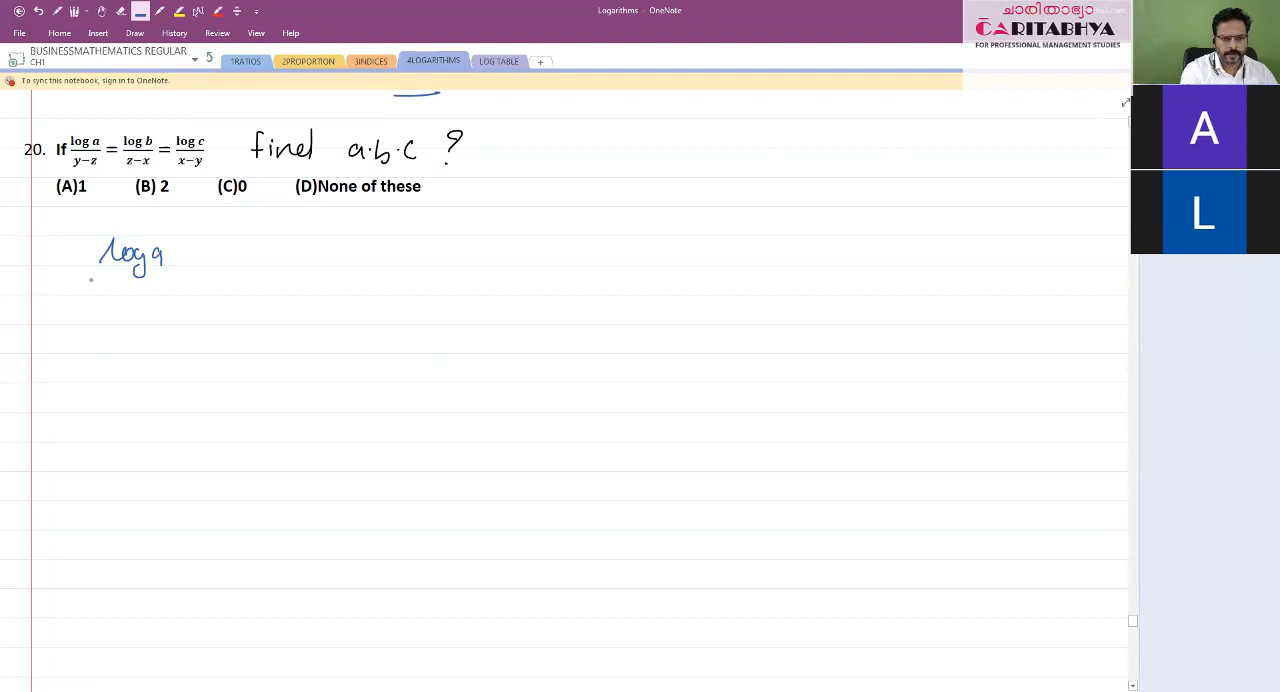 Logarithms - OneNote
ചാരിതാഭ്യാ
mail.com
CARITABHYA
FOR PROFESSIONAL MANAGEMENT STUDIES
File Home Insert Draw History Review View Help
BUSINESSMATHEMATICS REGULAR
CH1
1RATIOS 2PROPORTION 3INDICES 4LOGARITHMS LOG TABLE +
To sync this notebook, sign in to OneNote.
20. If log a / y−z = log b / z−x = log c / x−y find a·b·c ?
(A)1 (B) 2 (C)0 (D)None of these
log a
A
L